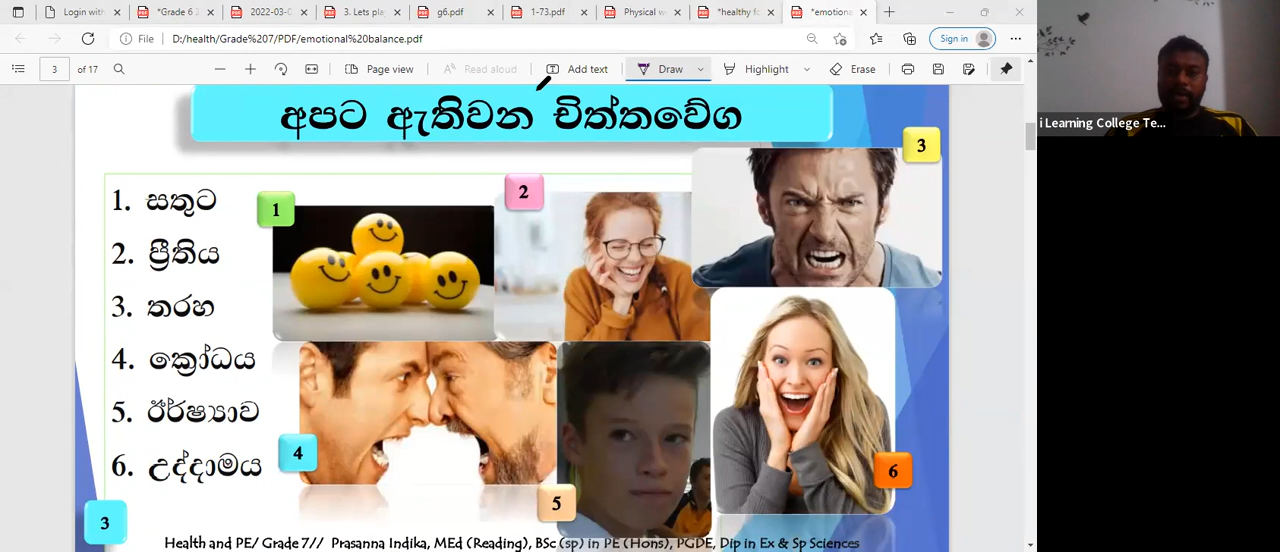 Login with
*Grade 6
2022-03-0
3. Lets pla
g6.pdf
1-73.pdf
Physical w
*healthy fo
*emotiona
File
D:/health/Grade%207/PDF/emotional%20balance.pdf
Sign in
3 of 17
Page view
Read aloud
Add text
Draw
Highlight
Erase
අපට ඇතිවන චිත්තවේග
i Learning College Te...
1. සතුට
2. ප්‍රීතිය
3. තරහ
4. ක්‍රෝධය
5. ඊර්ෂ්‍යාව
6. උද්දාමය
1
2
3
4
5
6
3
Health and PE/ Grade 7// Prasanna Indika, MEd (Reading), BSc (sp) in PE (Hons), PGDE, Dip in Ex & Sp Sciences